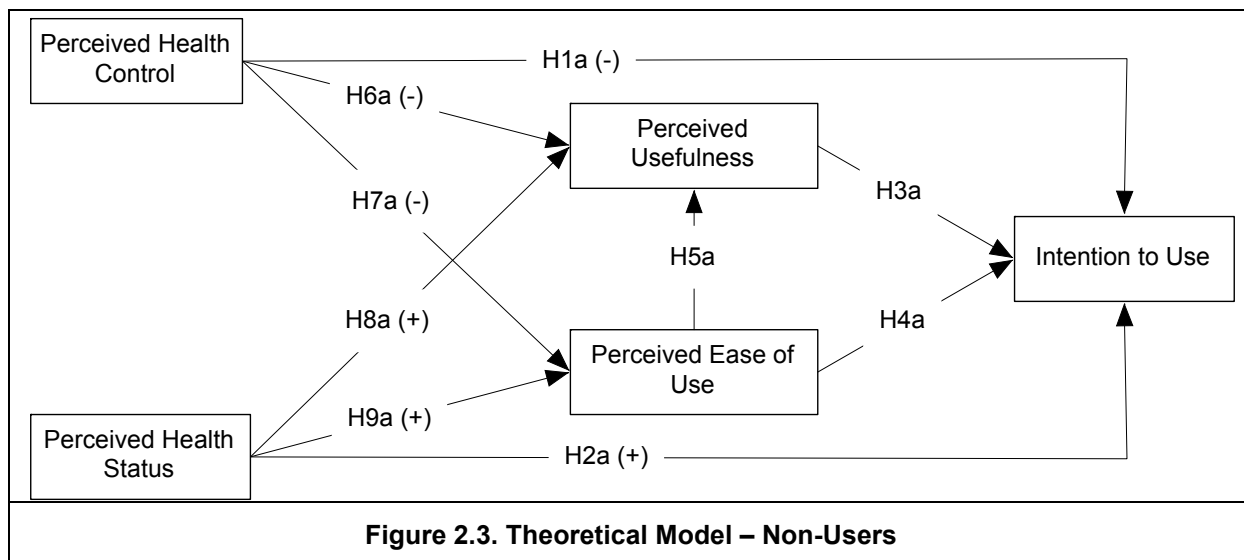 Perceived Health
Control
H1a (-)
H6a (-)
Perceived
Usefulness
H3a
H7a (-)
H5a
Intention to Use
H8a (+)
H4a
Perceived Ease of
Use
H9a (+)
Perceived Health
Status
H2a (+)
Figure 2.3. Theoretical Model – Non-Users